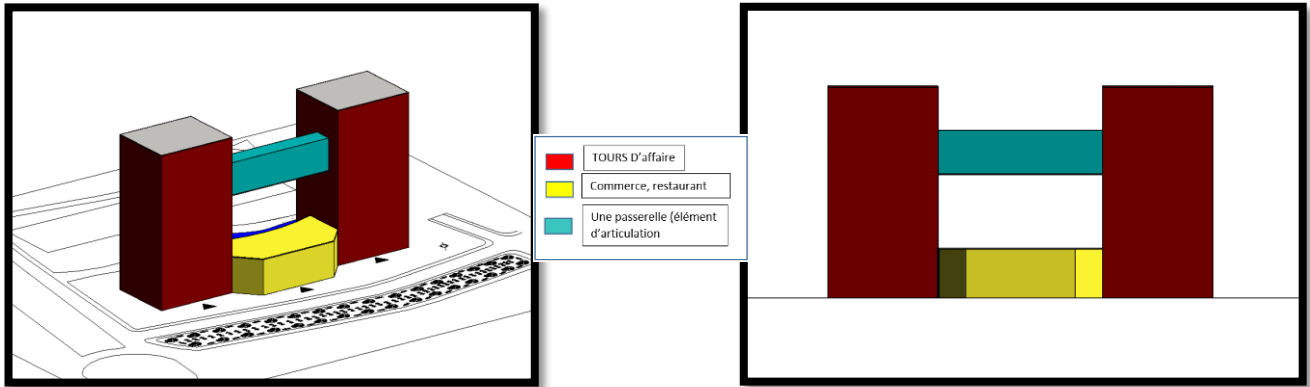 TOURS D'affaire
Commerce, restaurant
Une passerelle (élément
d'articulation